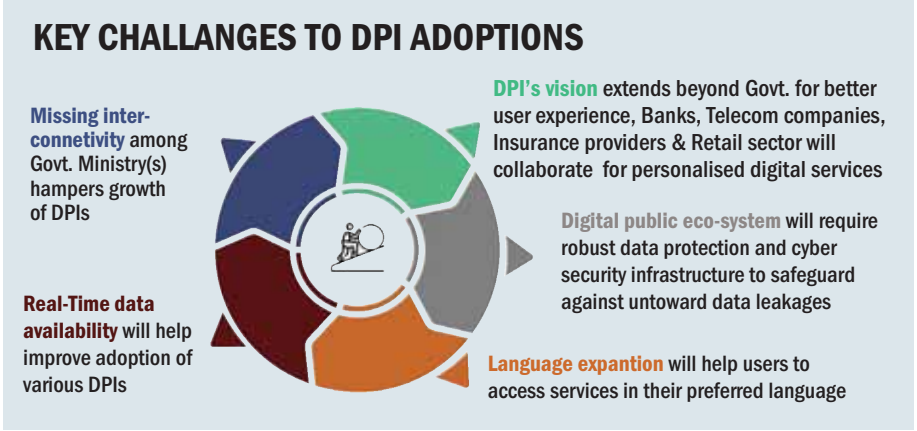 KEY CHALLANGES TO DPI ADOPTIONS
Missing inter-
connetivity among
Govt. Ministry(s)
hampers growth
of DPIs
DPI's vision extends beyond Govt. for better
user experience, Banks, Telecom companies,
Insurance providers & Retail sector will
collaborate for personalised digital services
Digital public eco-system will require
robust data protection and cyber
security infrastructure to safeguard
against untoward data leakages
Real-Time data
availability will help
improve adoption of
various DPIs
Language expantion will help users to
access services in their preferred language